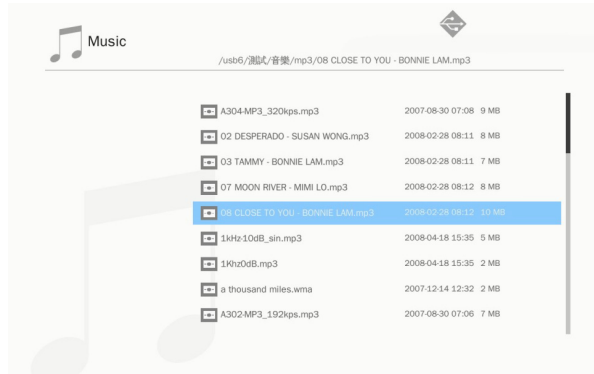 Music
/usb6/測試/音樂/mp3/08 CLOSE TO YOU - BONNIE LAM.mp3
A304-MP3_320kps.mp3 2007-08-30 07:08 9 MB
02 DESPERADO - SUSAN WONG.mp3 2008-02-28 08:11 8 MB
03 TAMMY - BONNIE LAM.mp3 2008-02-28 08:11 7 MB
07 MOON RIVER - MIMI LO.mp3 2008-02-28 08:12 8 MB
08 CLOSE TO YOU - BONNIE LAM.mp3 2008-02-28 08:12 10 MB
1kHz-10dB_sin.mp3 2008-04-18 15:35 5 MB
1Khz0dB.mp3 2008-04-18 15:35 2 MB
a thousand miles.wma 2007-12-14 12:32 2 MB
A302-MP3_192kps.mp3 2007-08-30 07:06 7 MB